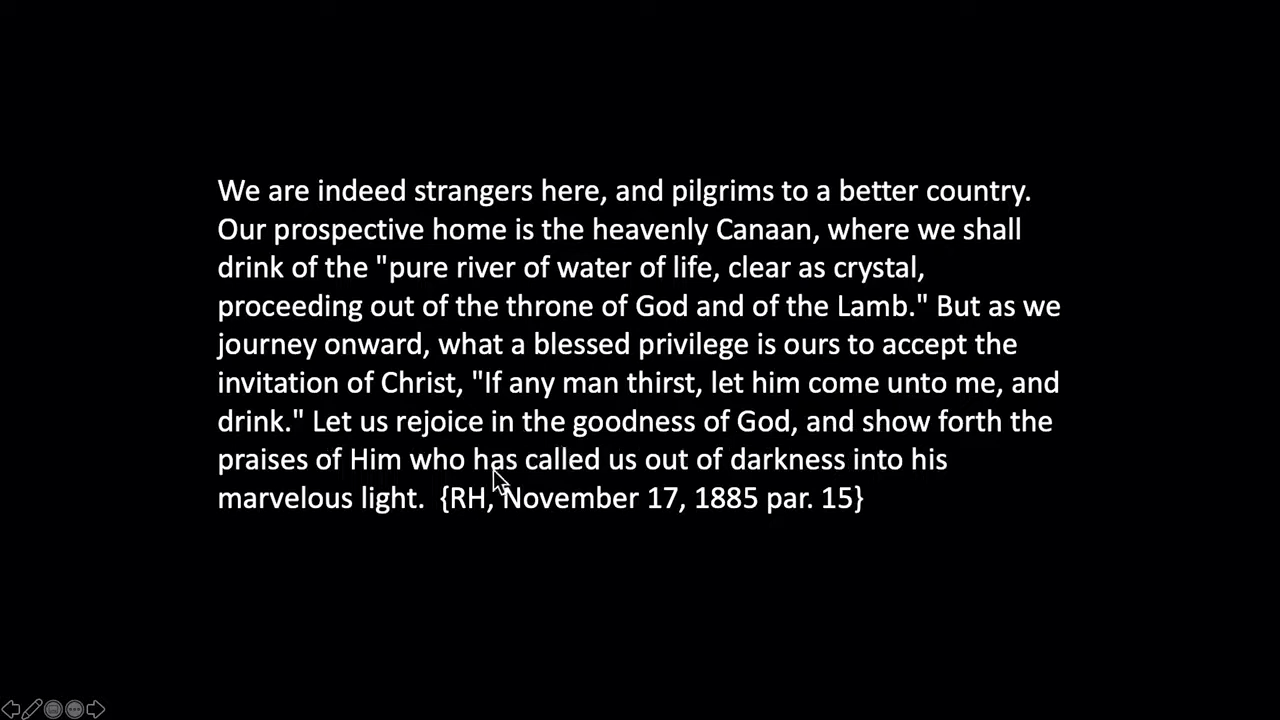 We are indeed strangers here, and pilgrims to a better country.
Our prospective home is the heavenly Canaan, where we shall
drink of the "pure river of water of life, clear as crystal,
proceeding out of the throne of God and of the Lamb." But as we
journey onward, what a blessed privilege is ours to accept the
invitation of Christ, "If any man thirst, let him come unto me, and
drink." Let us rejoice in the goodness of God, and show forth the
praises of Him who has called us out of darkness into his
marvelous light.  {RH, November 17, 1885 par. 15}